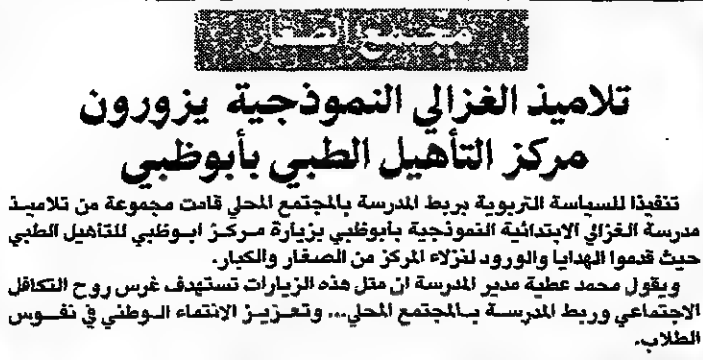 مجتمع الصغار
تلاميذ الغزالي النموذجية يزورون
مركز التأهيل الطبي بأبوظبي
تنفيذا للسياسة التربوية بربط المدرسة بالمجتمع المحلي قامت مجموعة من تلاميذ
مدرسة الغزالي الابتدائية النموذجية بأبوظبي بزيارة مركز ابوظبي للتأهيل الطبي
حيث قدموا الهدايا والورود لنزلاء المركز من الصغار والكبار.
ويقول محمد عطية مدير المدرسة ان مثل هذه الزيارات تستهدف غرس روح التكافل
الاجتماعي وربط المدرسة بالمجتمع المحلي... وتعزيز الانتماء الوطني في نفوس
الطلاب.